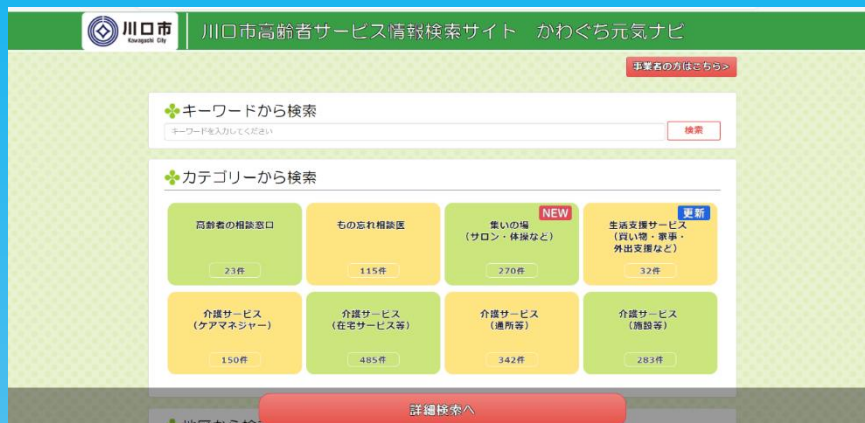 川口市
Kawaguchi City
川口市高齢者サービス情報検索サイト かわぐち元気ナビ
事業者の方はこちら>
キーワードから検索
キーワードを入力してください
検索
カテゴリーから検索
高齢者の相談窓口
23件
もの忘れ相談医
115件
NEW
集いの場
(サロン・体操など)
270件
更新
生活支援サービス
(買い物・家事・
外出支援など)
32件
介護サービス
(ケアマネジャー)
150件
介護サービス
(在宅サービス等)
485件
介護サービス
(通所等)
342件
介護サービス
(施設等)
283件
詳細検索へ